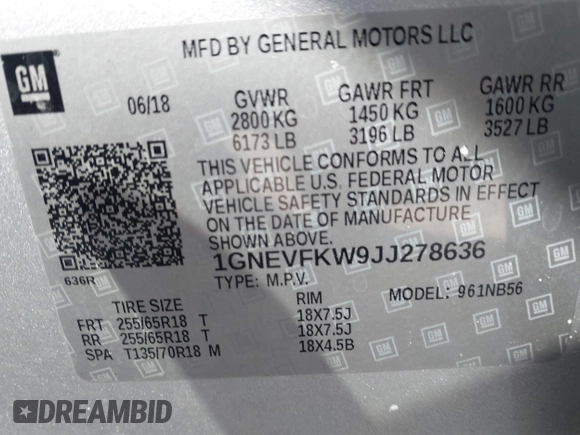 GM
MFD BY GENERAL MOTORS LLC
06/18 GVWR GAWR FRT GAWR RR
2800 KG 1450 KG 1600 KG
6173 LB 3196 LB 3527 LB
THIS VEHICLE CONFORMS TO ALL
APPLICABLE U.S. FEDERAL MOTOR
VEHICLE SAFETY STANDARDS IN EFFECT
ON THE DATE OF MANUFACTURE
SHOWN ABOVE.
1GNEVFKW9JJ278636
636R
TYPE: M.P.V. MODEL: 961NB56
TIRE SIZE RIM
FRT 255/65R18 T 18X7.5J
RR 255/65R18 T 18X7.5J
SPA T135/70R18 M 18X4.5B
DREAMBID